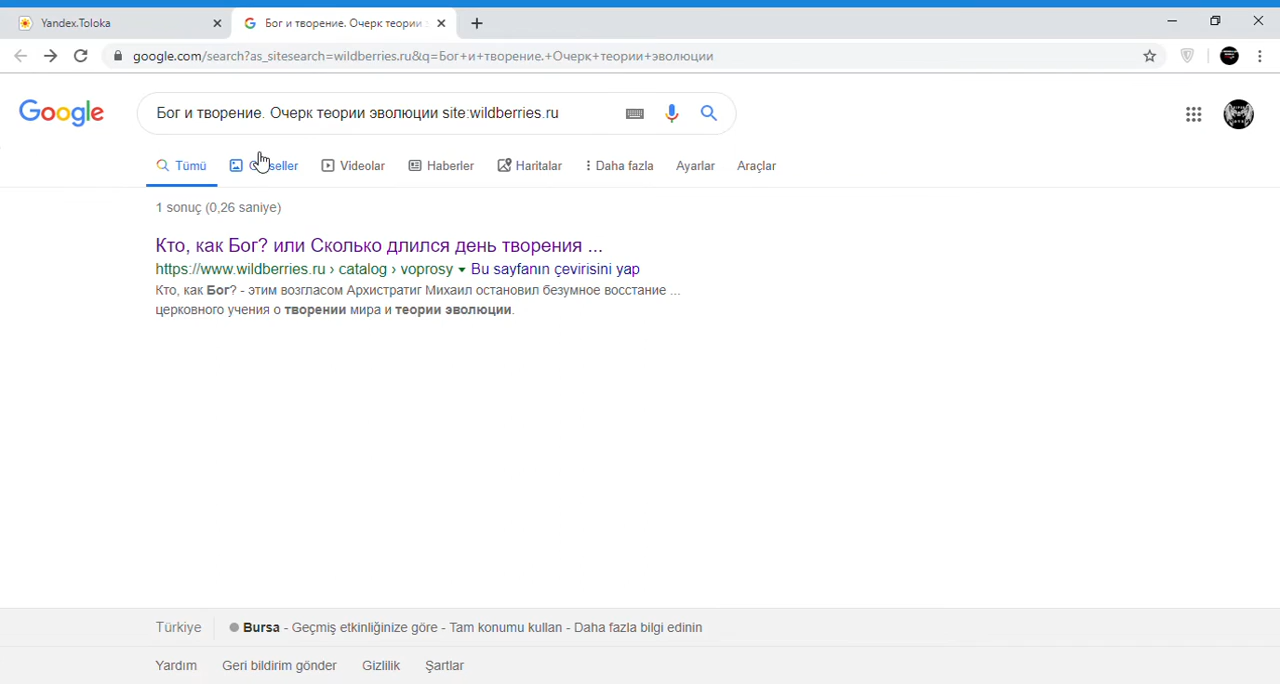 Yandex.Toloka
Бог и творение. Очерк теории
google.com/search?as_sitesearch=wildberries.ru&q=Бог+и+творение.+Очерк+теории+эволюции
Google
Бог и творение. Очерк теории эволюции site:wildberries.ru
Tümü
Videolar
Haberler
Haritalar
Daha fazla
Ayarlar
Araçlar
1 sonuç (0,26 saniye)
Кто, как Бог? или Сколько длился день творения ...
https://www.wildberries.ru › catalog › voprosy ▾ Bu sayfanın çevirisini yap
Кто, как Бог? - этим возгласом Архистратиг Михаил остановил безумное восстание ...
церковного учения о творении мира и теории эволюции.
Türkiye
Bursa - Geçmiş etkinliğinize göre - Tam konumu kullan - Daha fazla bilgi edinin
Yardım
Geri bildirim gönder
Gizlilik
Şartlar